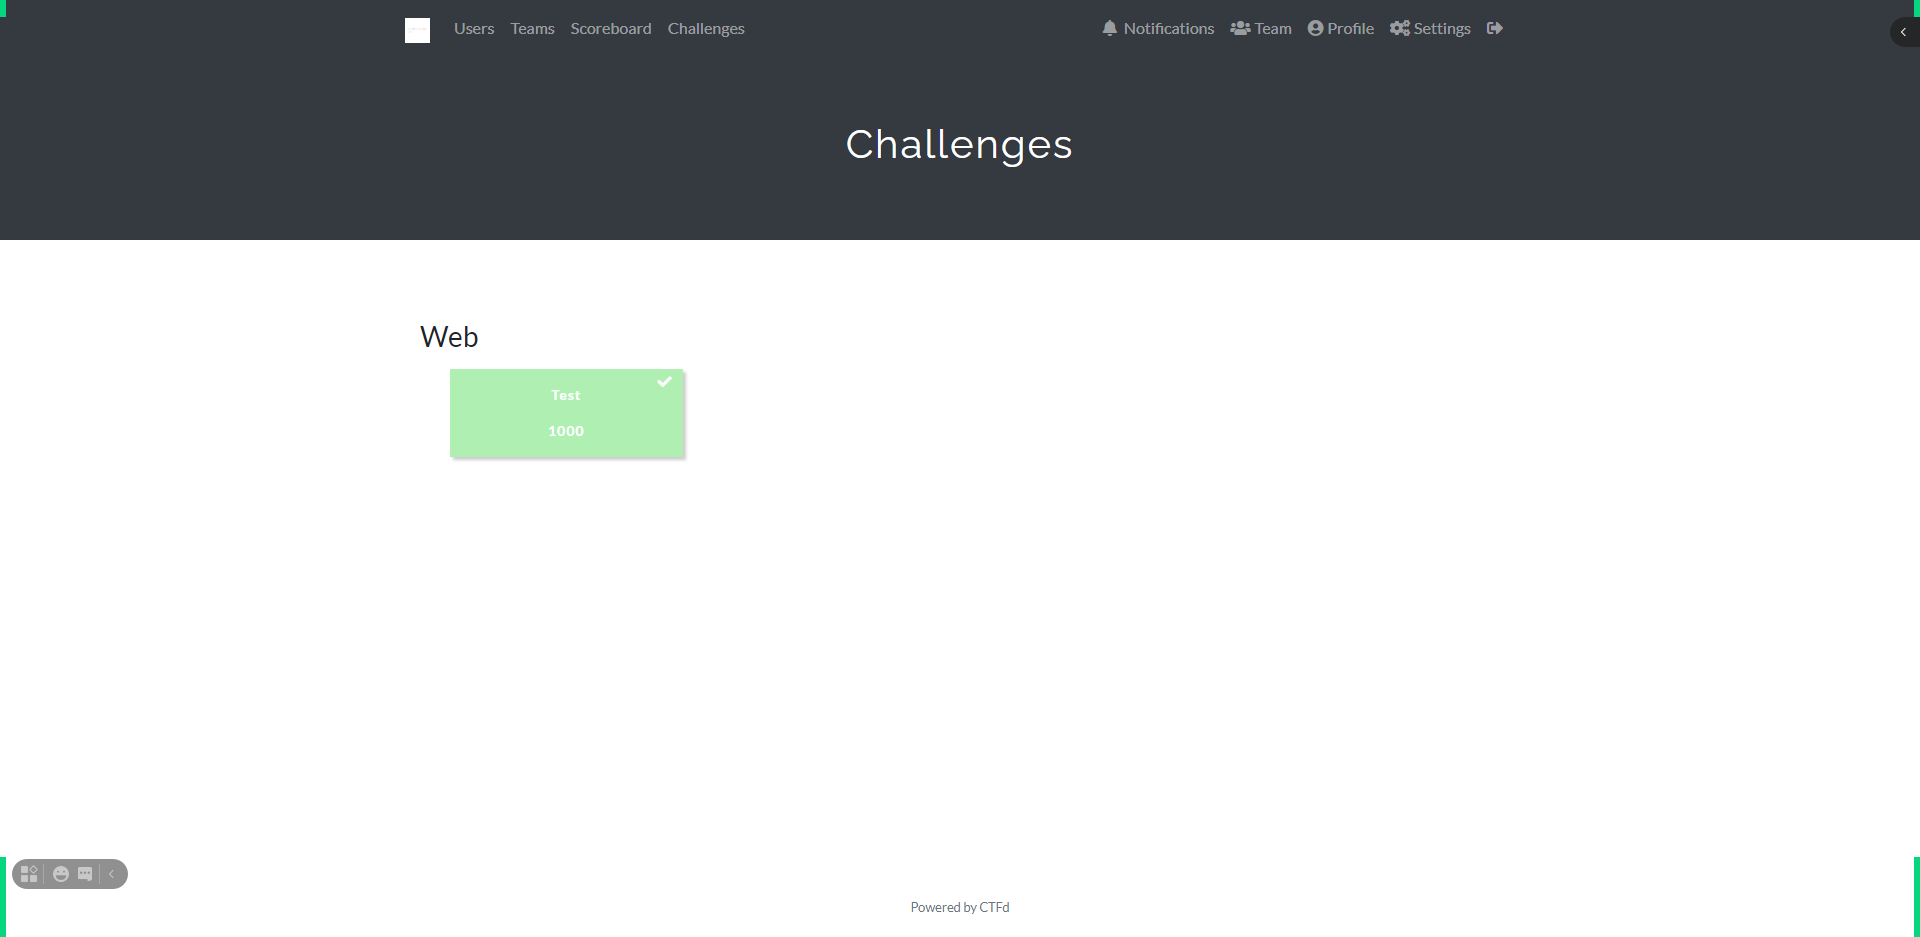 Users Teams Scoreboard Challenges Notifications Team Profile Settings
Challenges
Web
Test
1000
Powered by CTFd